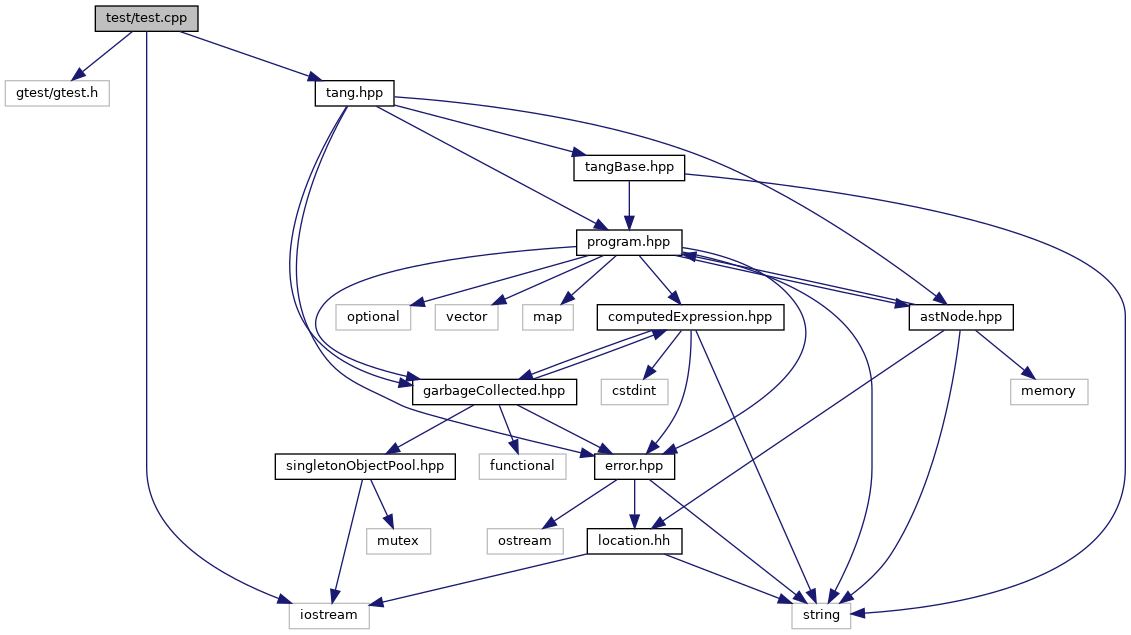 test/test.cpp
gtest/gtest.h
tang.hpp
tangBase.hpp
program.hpp
optional
vector
map
computedExpression.hpp
astNode.hpp
garbageCollected.hpp
cstdint
memory
singletonObjectPool.hpp
functional
error.hpp
mutex
ostream
location.hh
iostream
string